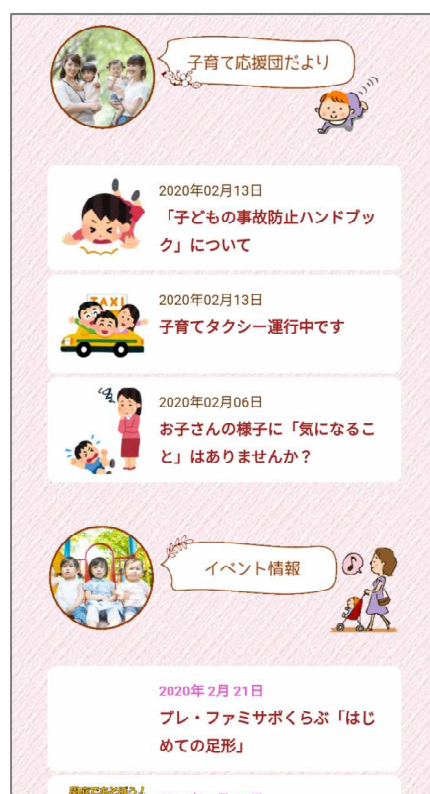 子育て応援団だより
2020年02月13日
「子どもの事故防止ハンドブッ
ク」について
TAXI
2020年02月13日
子育てタクシー運行中です
2020年02月06日
お子さんの様子に「気になるこ
と」はありませんか？
イベント情報
2020年 2月 21日
プレ・ファミサポくらぶ「はじ
めての足形」